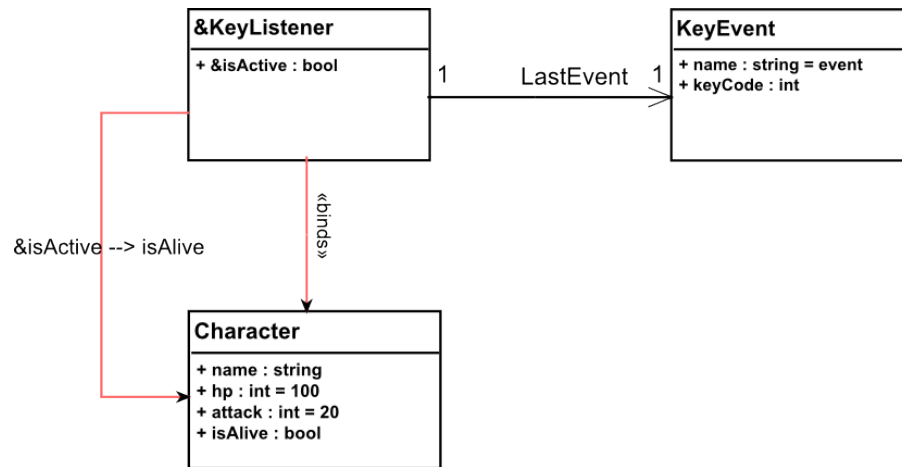 &KeyListener
+ &isActive : bool
1
LastEvent
1
KeyEvent
+ name : string = event
+ keyCode : int
«binds»
&isActive --> isAlive
Character
+ name : string
+ hp : int = 100
+ attack : int = 20
+ isAlive : bool